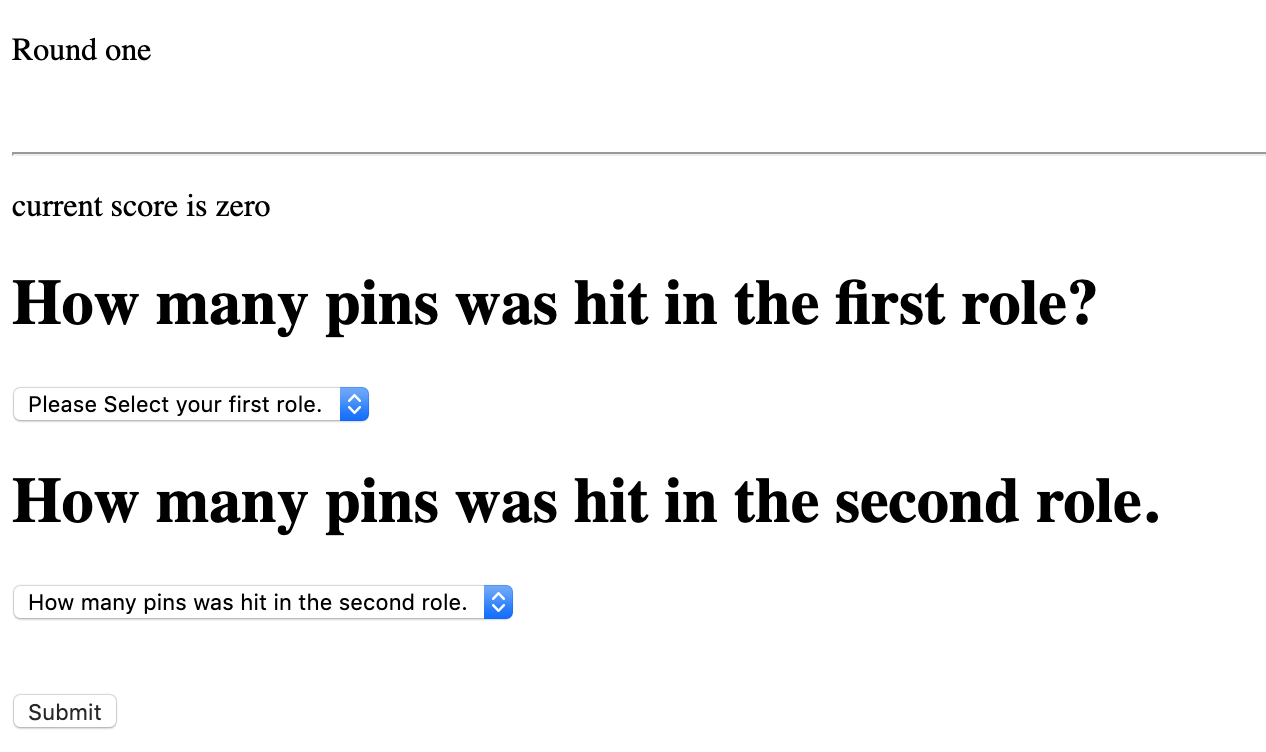 Round one
current score is zero
How many pins was hit in the first role?
Please Select your first role.
How many pins was hit in the second role.
How many pins was hit in the second role.
Submit